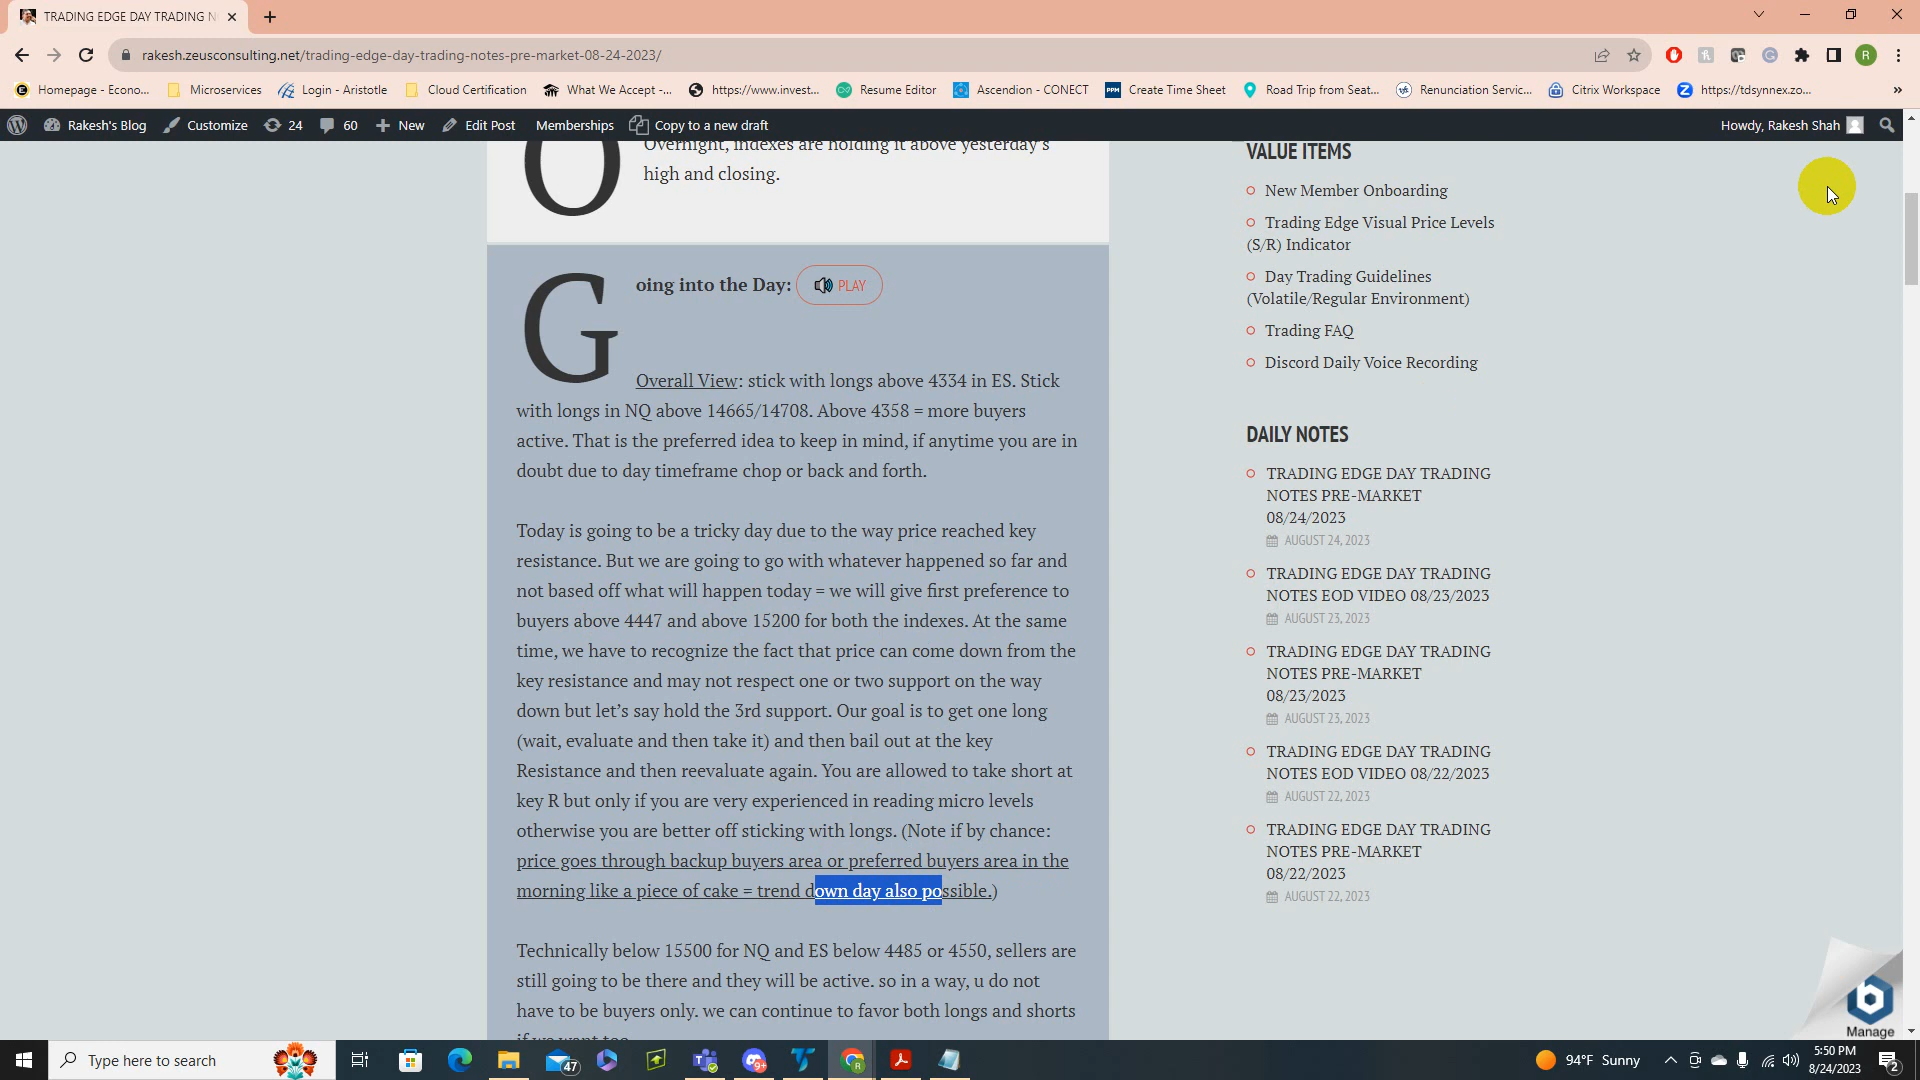 TRADING EDGE DAY TRADING N
rakesh.zeusconsulting.net/trading-edge-day-trading-notes-pre-market-08-24-2023/
R
Homepage - Econo... Microservices Login - Aristotle Cloud Certification What We Accept -... https://www.invest... Resume Editor Ascendion - CONECT PPM Create Time Sheet Road Trip from Seat... Renunciation Servic... Citrix Workspace https://tdsynnex.zo... »
Rakesh's Blog Customize 24 60 New Edit Post Memberships Copy to a new draft Howdy, Rakesh Shah
Overnight, indexes are holding it above yesterday's
high and closing.
Going into the Day: PLAY
Overall View: stick with longs above 4334 in ES. Stick
with longs in NQ above 14665/14708. Above 4358 = more buyers
active. That is the preferred idea to keep in mind, if anytime you are in
doubt due to day timeframe chop or back and forth.
Today is going to be a tricky day due to the way price reached key
resistance. But we are going to go with whatever happened so far and
not based off what will happen today = we will give first preference to
buyers above 4447 and above 15200 for both the indexes. At the same
time, we have to recognize the fact that price can come down from the
key resistance and may not respect one or two support on the way
down but let’s say hold the 3rd support. Our goal is to get one long
(wait, evaluate and then take it) and then bail out at the key
Resistance and then reevaluate again. You are allowed to take short at
key R but only if you are very experienced in reading micro levels
otherwise you are better off sticking with longs. (Note if by chance:
price goes through backup buyers area or preferred buyers area in the
morning like a piece of cake = trend down day also possible.)
Technically below 15500 for NQ and ES below 4485 or 4550, sellers are
still going to be there and they will be active. so in a way, u do not
have to be buyers only. we can continue to favor both longs and shorts
if we want too.
VALUE ITEMS
New Member Onboarding
Trading Edge Visual Price Levels
(S/R) Indicator
Day Trading Guidelines
(Volatile/Regular Environment)
Trading FAQ
Discord Daily Voice Recording
DAILY NOTES
TRADING EDGE DAY TRADING
NOTES PRE-MARKET
08/24/2023
AUGUST 24, 2023
TRADING EDGE DAY TRADING
NOTES EOD VIDEO 08/23/2023
AUGUST 23, 2023
TRADING EDGE DAY TRADING
NOTES PRE-MARKET
08/23/2023
AUGUST 23, 2023
TRADING EDGE DAY TRADING
NOTES EOD VIDEO 08/22/2023
AUGUST 22, 2023
TRADING EDGE DAY TRADING
NOTES PRE-MARKET
08/22/2023
AUGUST 22, 2023
b
Manage
Type here to search 47 9+ 94°F Sunny 5:50 PM
8/24/2023 2